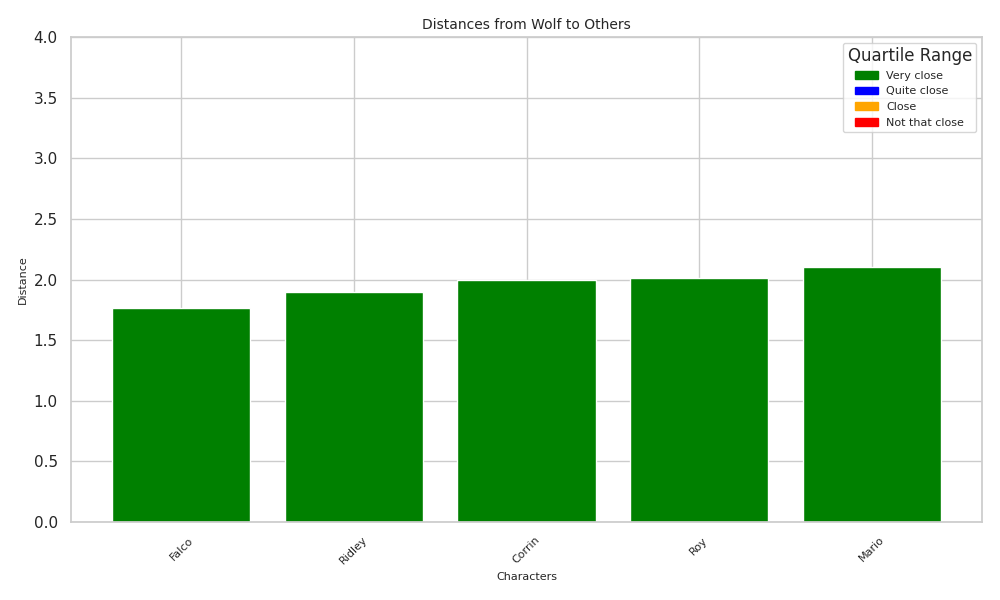 Distances from Wolf to Others
4.0
3.5
3.0
2.5
2.0
1.5
1.0
0.5
0.0
Distance
Quartile Range
Very close
Quite close
Close
Not that close
Falco
Ridley
Corrin
Roy
Mario
Characters